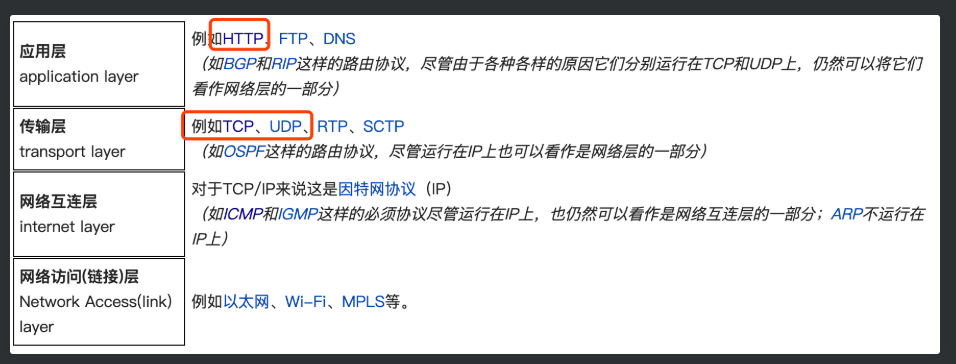 应用层
application layer
例如HTTP、FTP、DNS
（如BGP和RIP这样的路由协议，尽管由于各种各样的原因它们分别运行在TCP和UDP上，仍然可以将它们
看作网络层的一部分）
传输层
transport layer
例如TCP、UDP、RTP、SCTP
（如OSPF这样的路由协议，尽管运行在IP上也可以看作是网络层的一部分）
网络互连层
internet layer
对于TCP/IP来说这是因特网协议（IP）
（如ICMP和IGMP这样的必须协议尽管运行在IP上，也仍然可以看作是网络互连层的一部分；ARP不运行在
IP上）
网络访问(链接)层
Network Access(link)
layer
例如以太网、Wi-Fi、MPLS等。